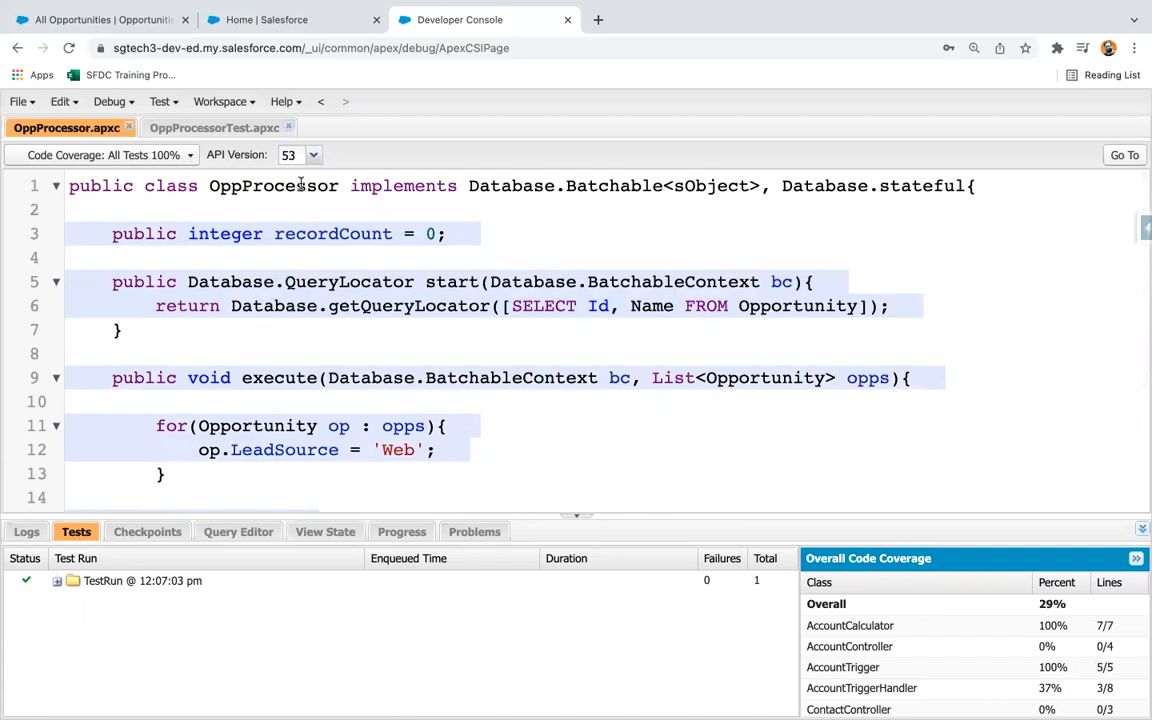 All Opportunities | Opportunitie
Home | Salesforce
Developer Console
sgtech3-dev-ed.my.salesforce.com/_ui/common/apex/debug/ApexCSIPage
Apps
SFDC Training Pro...
Reading List
File
Edit
Debug
Test
Workspace
Help
<
>
OppProcessor.apxc
OppProcessorTest.apxc
Code Coverage: All Tests 100%
API Version: 53
Go To
1 public class OppProcessor implements Database.Batchable<sObject>, Database.stateful{
2
3 public integer recordCount = 0;
4
5 public Database.QueryLocator start(Database.BatchableContext bc){
6 return Database.getQueryLocator([SELECT Id, Name FROM Opportunity]);
7 }
8
9 public void execute(Database.BatchableContext bc, List<Opportunity> opps){
10
11 for(Opportunity op : opps){
12 op.LeadSource = 'Web';
13 }
14
Logs
Tests
Checkpoints
Query Editor
View State
Progress
Problems
Status Test Run Enqueued Time Duration Failures Total
TestRun @ 12:07:03 pm 0 1
Overall Code Coverage
Class Percent Lines
Overall 29%
AccountCalculator 100% 7/7
AccountController 0% 0/4
AccountTrigger 100% 5/5
AccountTriggerHandler 37% 3/8
ContactController 0% 0/3